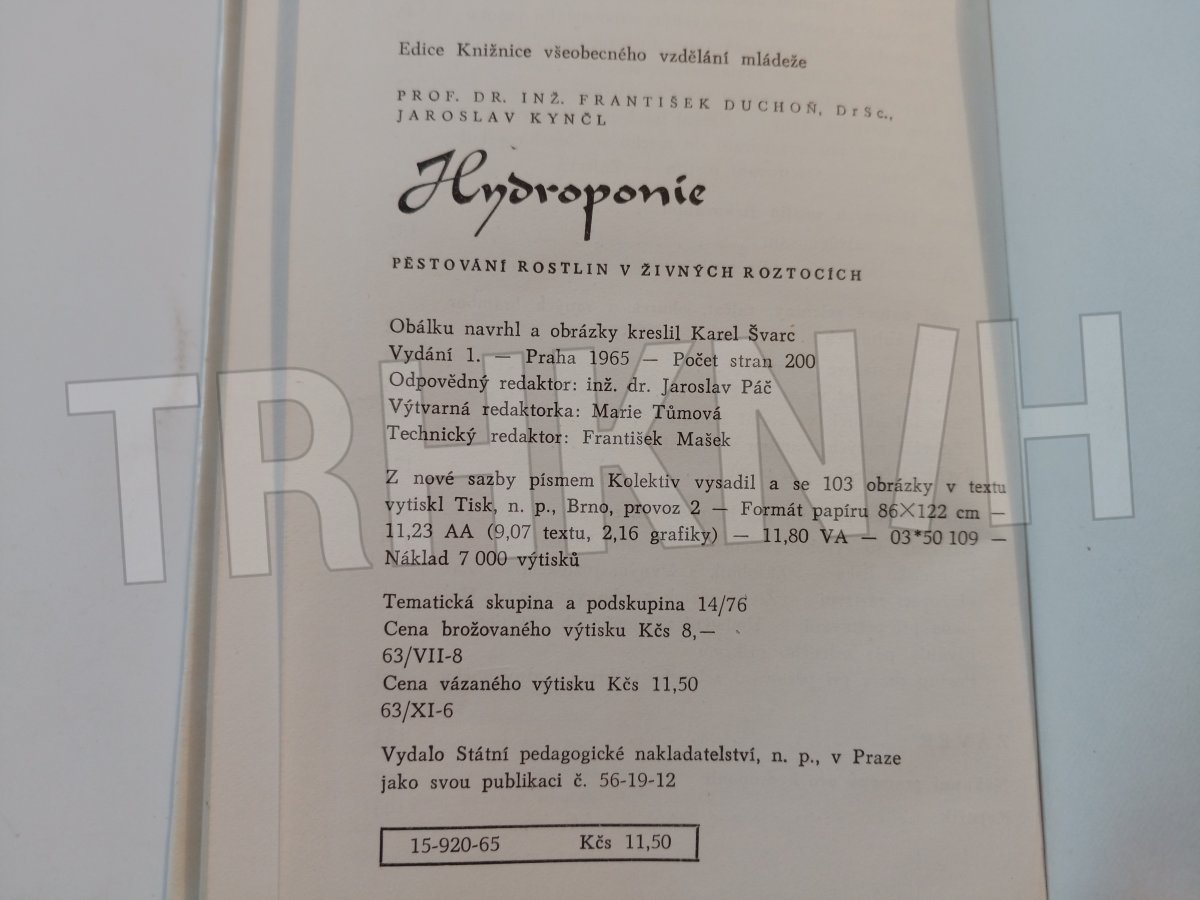 Edice Knižnice všeobecného vzdělání mládeže
PROF. DR. INŽ. FRANTIŠEK DUCHOŇ, DrSc.,
JAROSLAV KYNČL
Hydroponie
PĚSTOVÁNÍ ROSTLIN V ŽIVNÝCH ROZTOCÍCH
Obálku navrhl a obrázky kreslil Karel Švarc
Vydání 1. — Praha 1965 — Počet stran 200
Odpovědný redaktor: inž. dr. Jaroslav Páč
Výtvarná redaktorka: Marie Tůmová
Technický redaktor: František Mašek
Z nové sazby písmem Kolektiv vysadil a se 103 obrázky v textu
vytiskl Tisk, n. p., Brno, provoz 2 — Formát papíru 86×122 cm —
11,23 AA (9,07 textu, 2,16 grafiky) — 11,80 VA — 03*50 109 —
Náklad 7 000 výtisků
Tematická skupina a podskupina 14/76
Cena brožovaného výtisku Kčs 8,—
63/VII-8
Cena vázaného výtisku Kčs 11,50
63/XI-6
Vydalo Státní pedagogické nakladatelství, n. p., v Praze
jako svou publikaci č. 56-19-12
15-920-65 Kčs 11,50
TRHKNIH